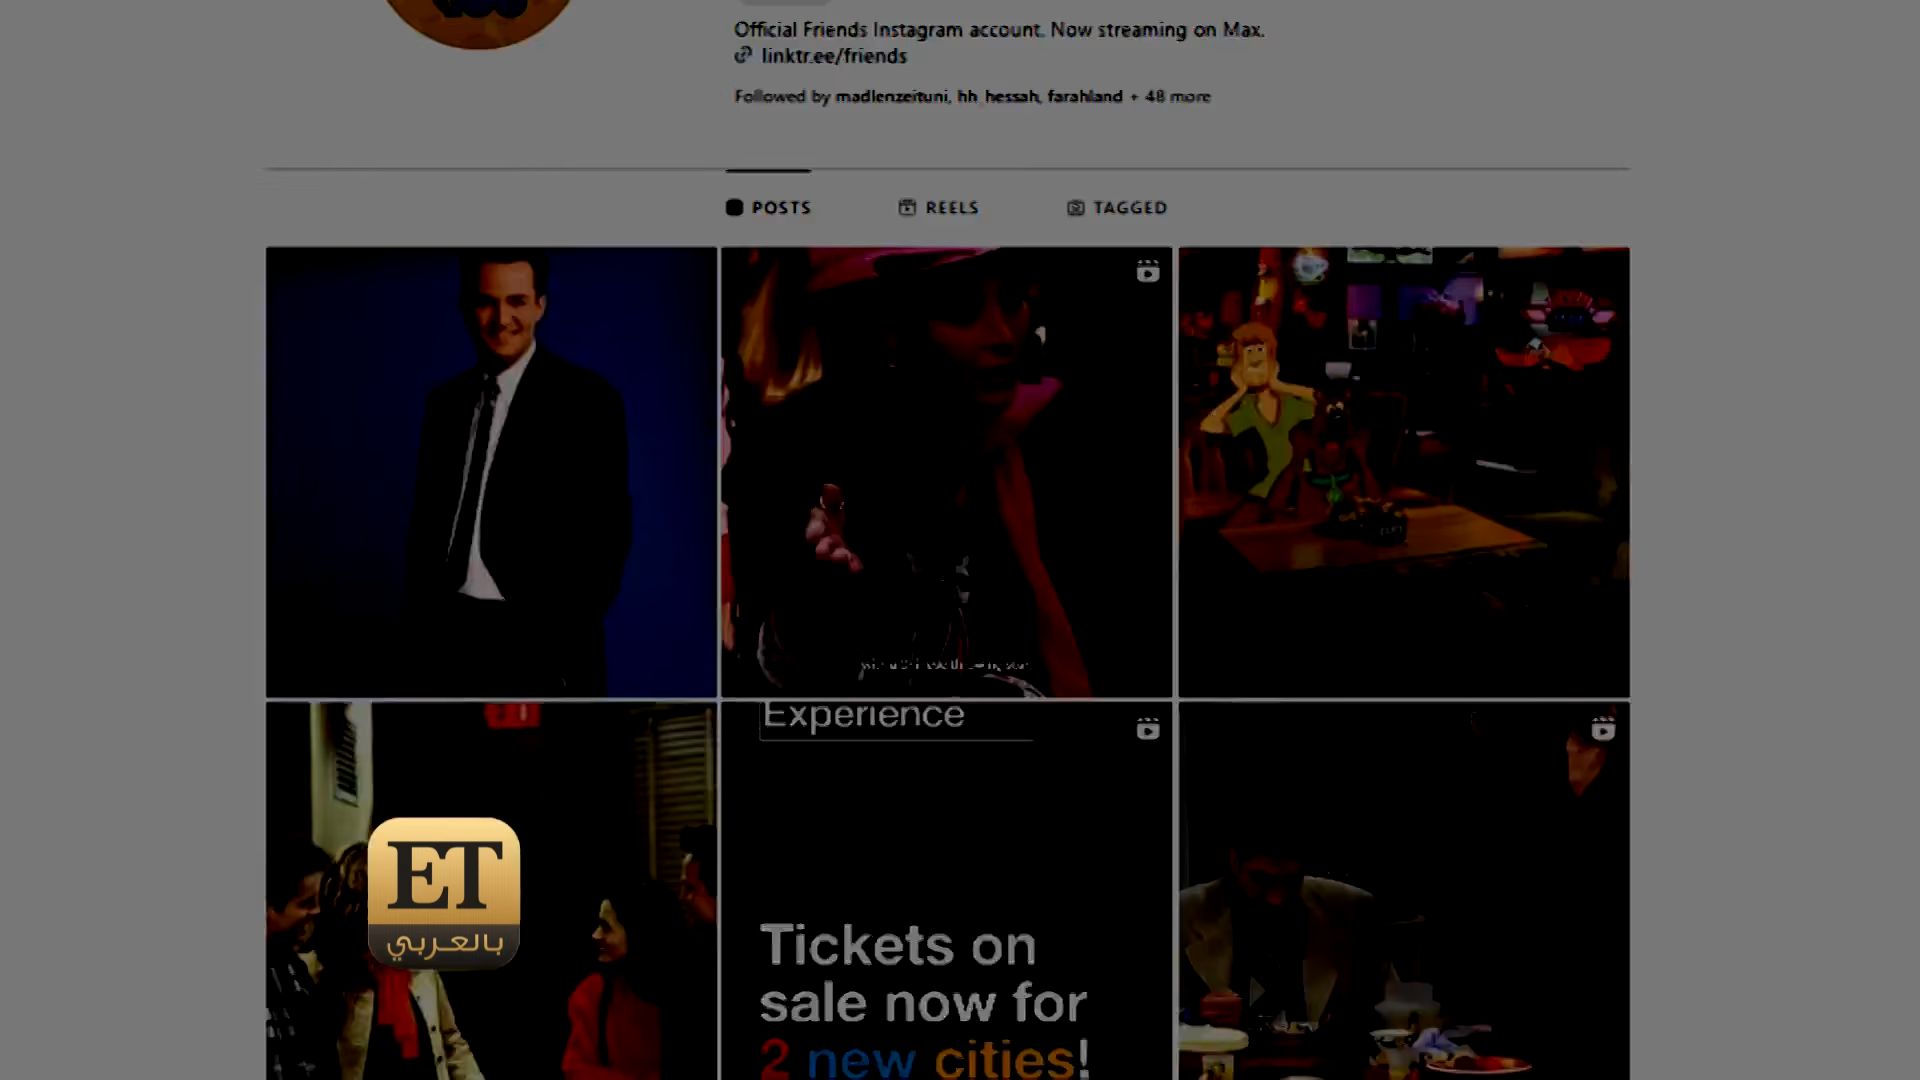 Official Friends Instagram account. Now streaming on Max.
linktr.ee/friends
Followed by madlenzeituni, hh_hessah, farahland + 48 more
POSTS
REELS
TAGGED
Experience
Tickets on
sale now for
2 new cities!
ET
بالعربي